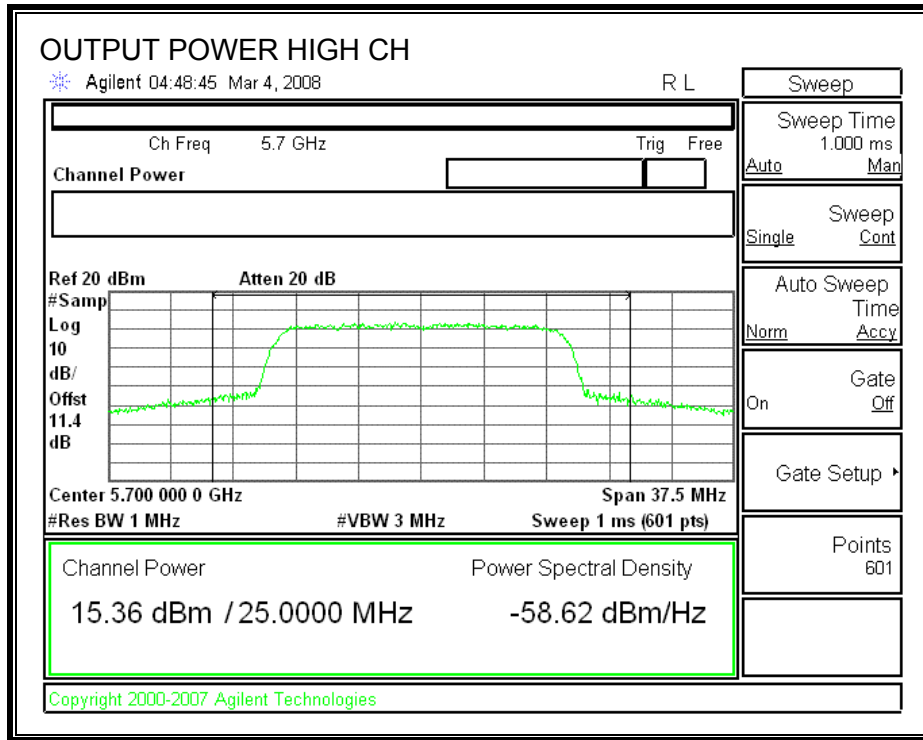 OUTPUT POWER HIGH CH
Agilent 04:48:45 Mar 4, 2008 R L
Sweep
Ch Freq 5.7 GHz Trig Free
Channel Power
Sweep Time
1.000 ms
Auto Man
Sweep
Single Cont
Ref 20 dBm Atten 20 dB
#Samp
Log
10
dB/
Offst
11.4
dB
Auto Sweep
Time
Norm Accy
Gate
On Off
Gate Setup
Center 5.700 000 0 GHz Span 37.5 MHz
#Res BW 1 MHz #VBW 3 MHz Sweep 1 ms (601 pts)
Points
601
Channel Power Power Spectral Density
15.36 dBm / 25.0000 MHz -58.62 dBm/Hz
Copyright 2000-2007 Agilent Technologies